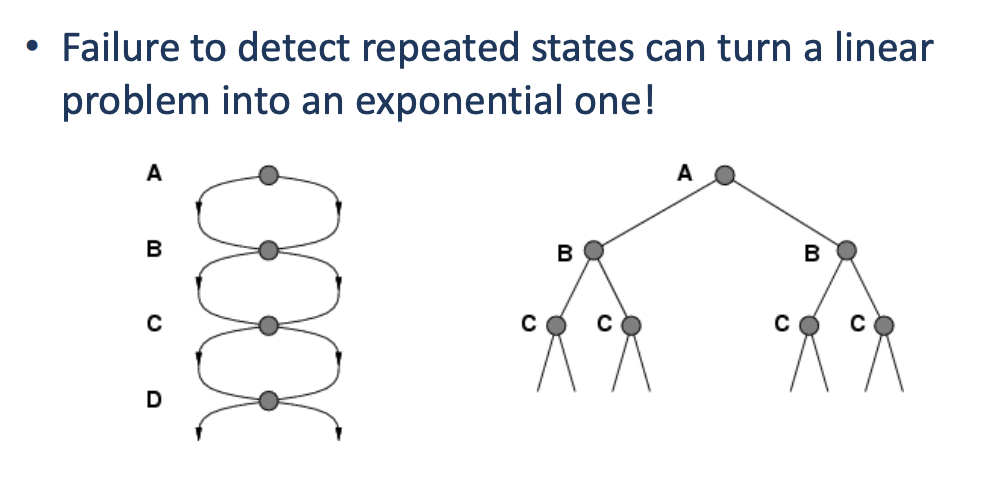 • Failure to detect repeated states can turn a linear
problem into an exponential one!
A
B
C
D
A
B B
C C C C